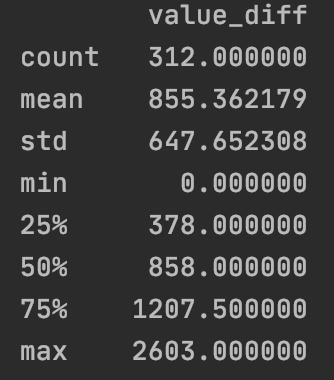 value_diff
count 312.000000
mean 855.362179
std 647.652308
min 0.000000
25% 378.000000
50% 858.000000
75% 1207.500000
max 2603.000000